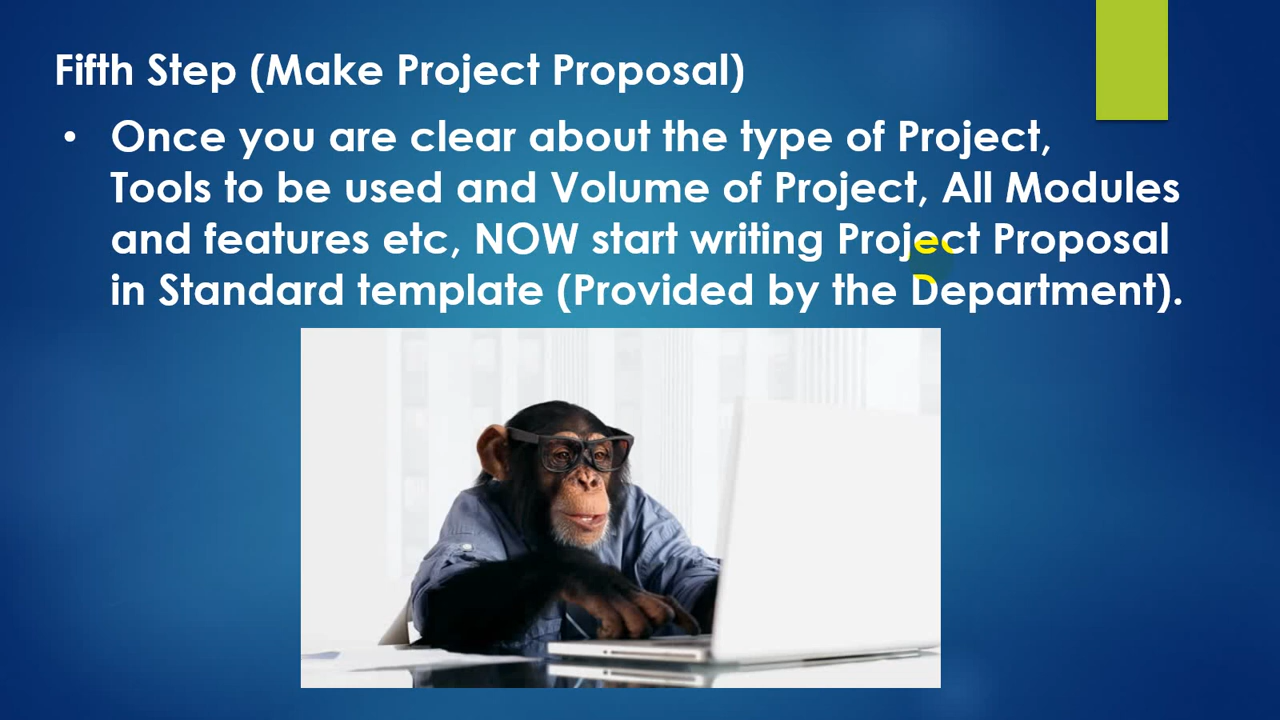 Fifth Step (Make Project Proposal)
• Once you are clear about the type of Project,
Tools to be used and Volume of Project, All Modules
and features etc, NOW start writing Project Proposal
in Standard template (Provided by the Department).